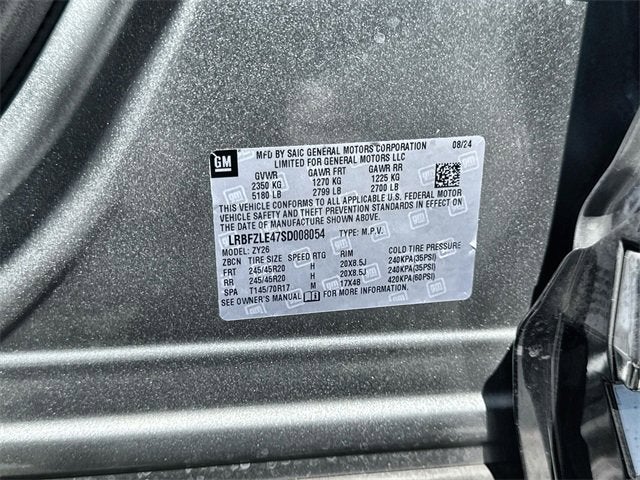 GM
MFD BY SAIC GENERAL MOTORS CORPORATION 08/24
LIMITED FOR GENERAL MOTORS LLC
GVWR GAWR FRT GAWR RR
2350 KG 1270 KG 1225 KG
5180 LB 2799 LB 2700 LB
THIS VEHICLE CONFORMS TO ALL APPLICABLE U.S. FEDERAL MOTOR
VEHICLE SAFETY AND THEFT PREVENTION STANDARDS IN EFFECT ON
THE DATE OF MANUFACTURE SHOWN ABOVE.
LRBFZLE47SD008054 TYPE: M.P.V.
MODEL: ZY26
ZBCN TIRE SIZE SPEED RTG RIM COLD TIRE PRESSURE
FRT 245/45R20 H 20X8.5J 240KPA(35PSI)
RR 245/45R20 H 20X8.5J 240KPA(35PSI)
SPA T145/70R17 M 17X4B 420KPA(60PSI)
SEE OWNER'S MANUAL FOR MORE INFORMATION.